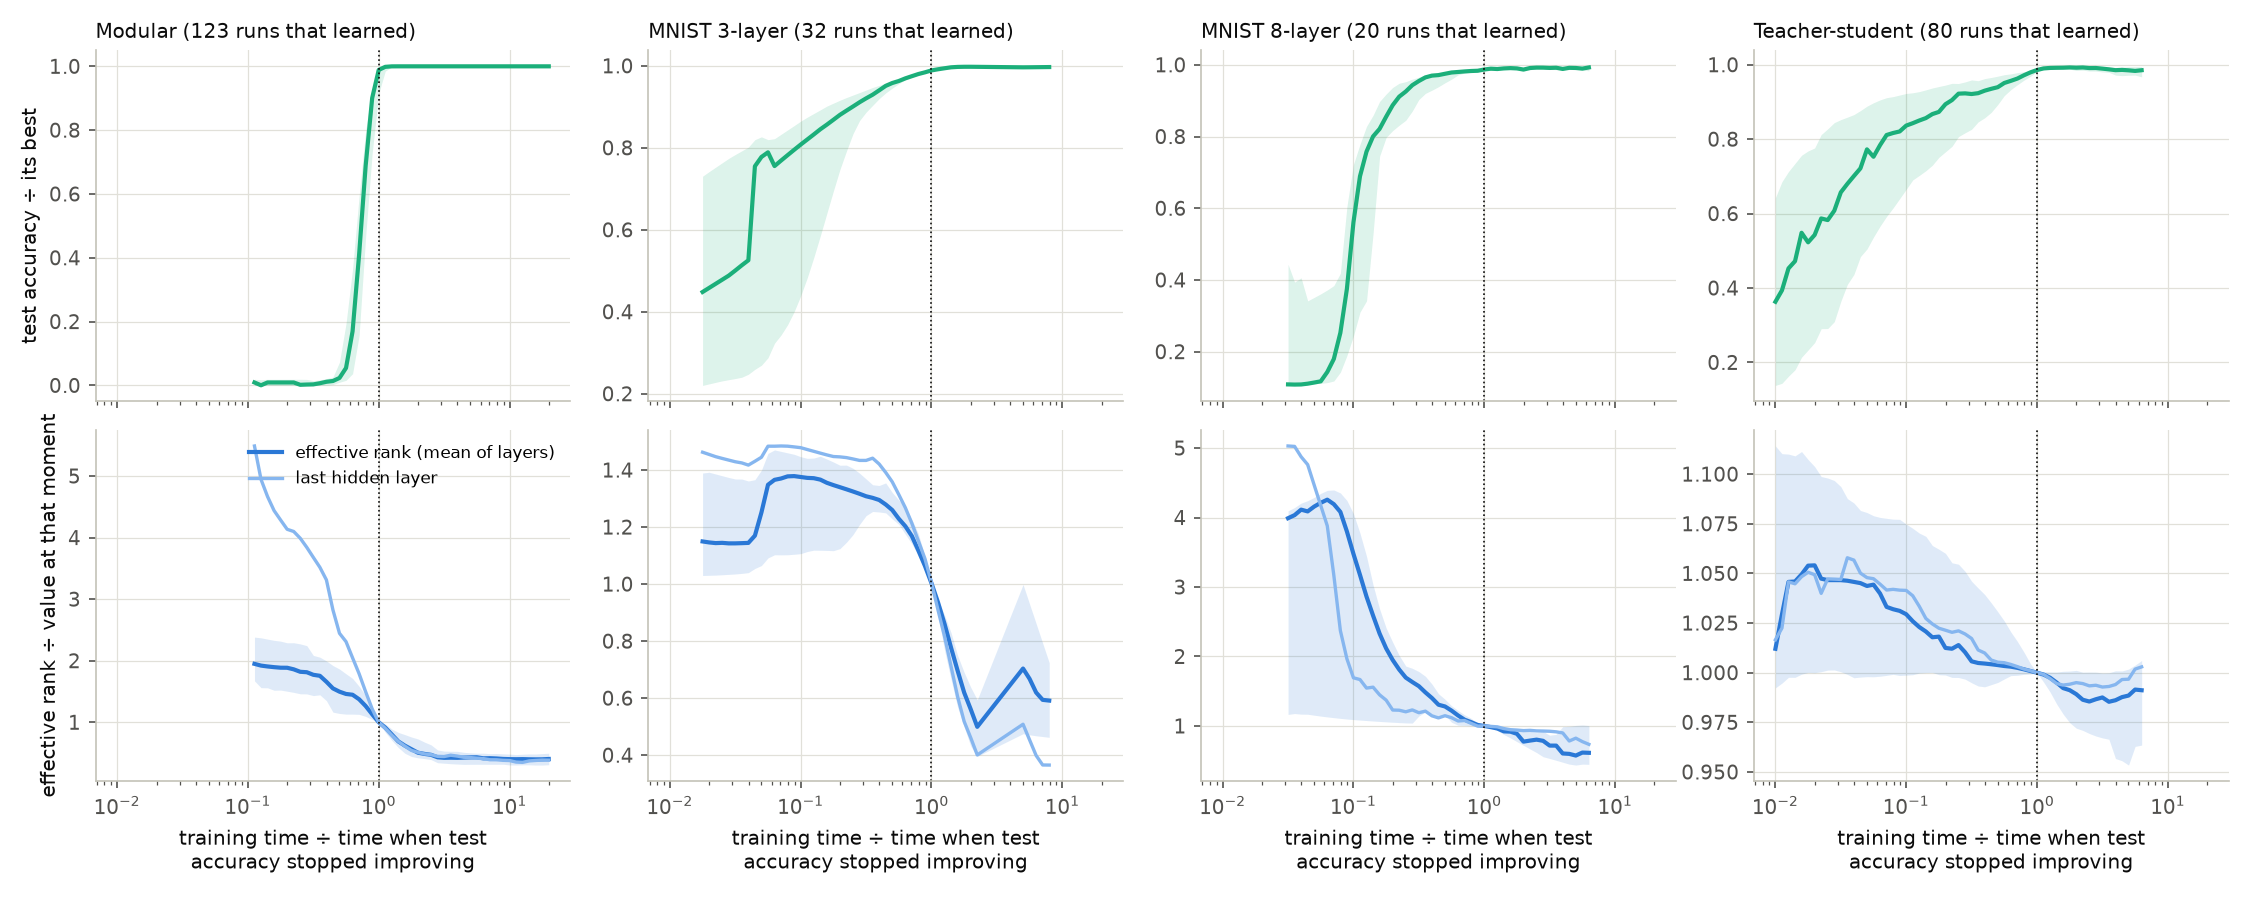 Modular (123 runs that learned)
MNIST 3-layer (32 runs that learned)
MNIST 8-layer (20 runs that learned)
Teacher-student (80 runs that learned)
test accuracy ÷ its best
1.0
0.8
0.6
0.4
0.2
0.0
1.0
0.8
0.6
0.4
0.2
1.0
0.8
0.6
0.4
0.2
1.0
0.8
0.6
0.4
0.2
effective rank ÷ value at that moment
effective rank (mean of layers)
last hidden layer
5
4
3
2
1
1.4
1.2
1.0
0.8
0.6
0.4
5
4
3
2
1
1.100
1.075
1.050
1.025
1.000
0.975
0.950
10⁻² 10⁻¹ 10⁰ 10¹
10⁻² 10⁻¹ 10⁰ 10¹
10⁻² 10⁻¹ 10⁰ 10¹
10⁻² 10⁻¹ 10⁰ 10¹
training time ÷ time when test
accuracy stopped improving
training time ÷ time when test
accuracy stopped improving
training time ÷ time when test
accuracy stopped improving
training time ÷ time when test
accuracy stopped improving